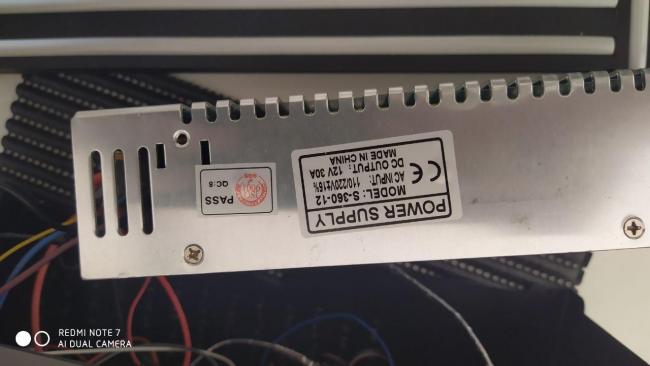 POWER SUPPLY
MODEL: S-360-12
AC INPUT: 110/220V±15%
DC OUTPUT: 12V 30A
MADE IN CHINA
CE
PASS
QC:5
REDMI NOTE 7
AI DUAL CAMERA